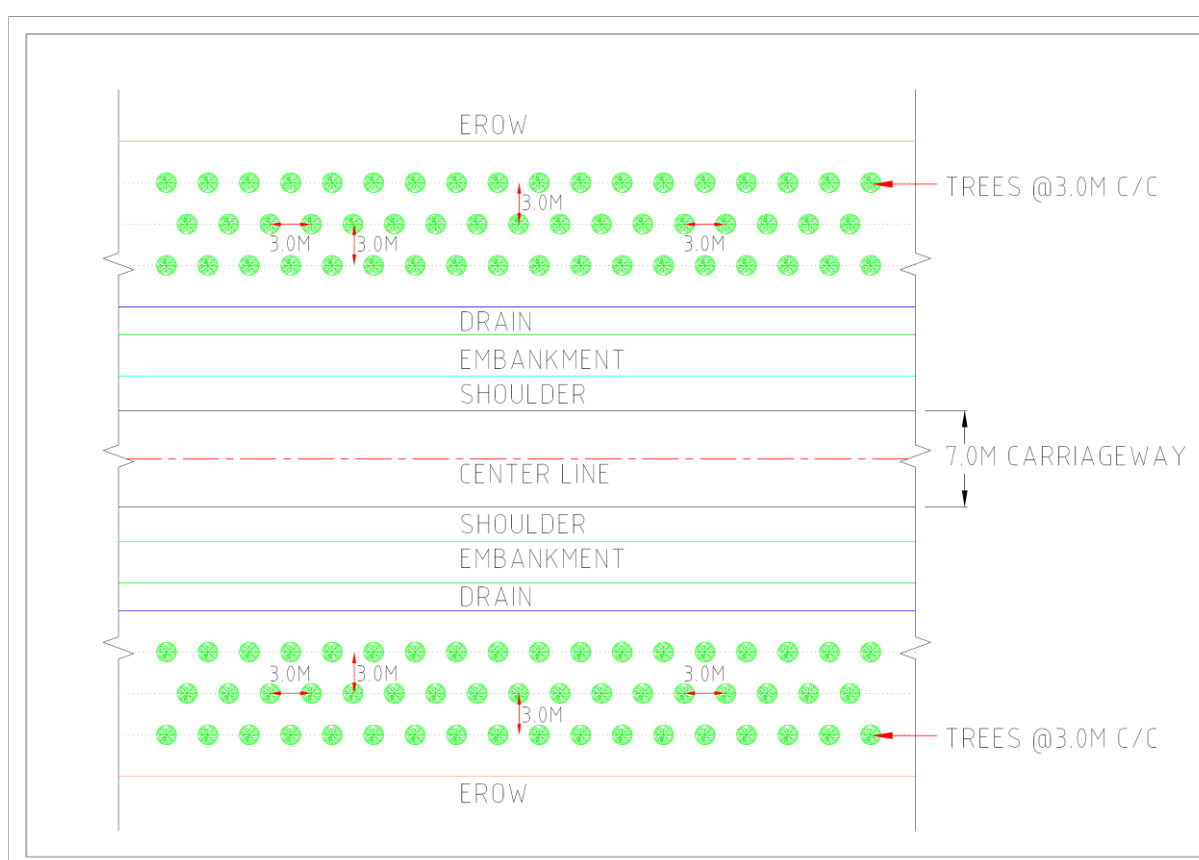 EROW
TREES @3.0M C/C
3.0M
3.0M
3.0M
3.0M
DRAIN
EMBANKMENT
SHOULDER
7.0M CARRIAGEWAY
CENTER LINE
SHOULDER
EMBANKMENT
DRAIN
3.0M
3.0M
3.0M
3.0M
TREES @3.0M C/C
EROW